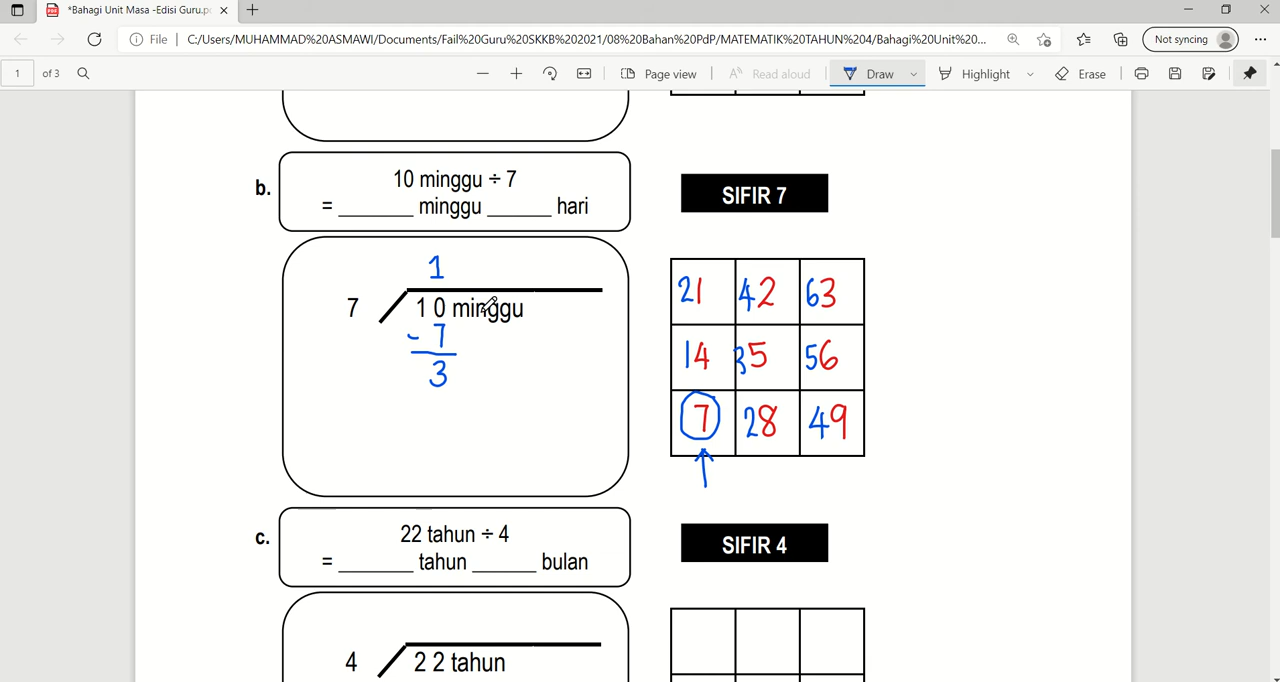 *Bahagi Unit Masa -Edisi Guru.p
File
C:/Users/MUHAMMAD%20ASMAWI/Documents/Fail%20Guru%20SKKB%202021/08%20Bahan%20PdP/MATEMATIK%20TAHUN%204/Bahagi%20Unit%20...
Not syncing
1 of 3
Page view
Read aloud
Draw
Highlight
Erase
b.
10 minggu ÷ 7
= _______ minggu ______ hari
SIFIR 7
1
7 1 0 minggu
- 7
3
21 42 63
14 35 56
7 28 49
c.
22 tahun ÷ 4
= _______ tahun ______ bulan
SIFIR 4
4 2 2 tahun